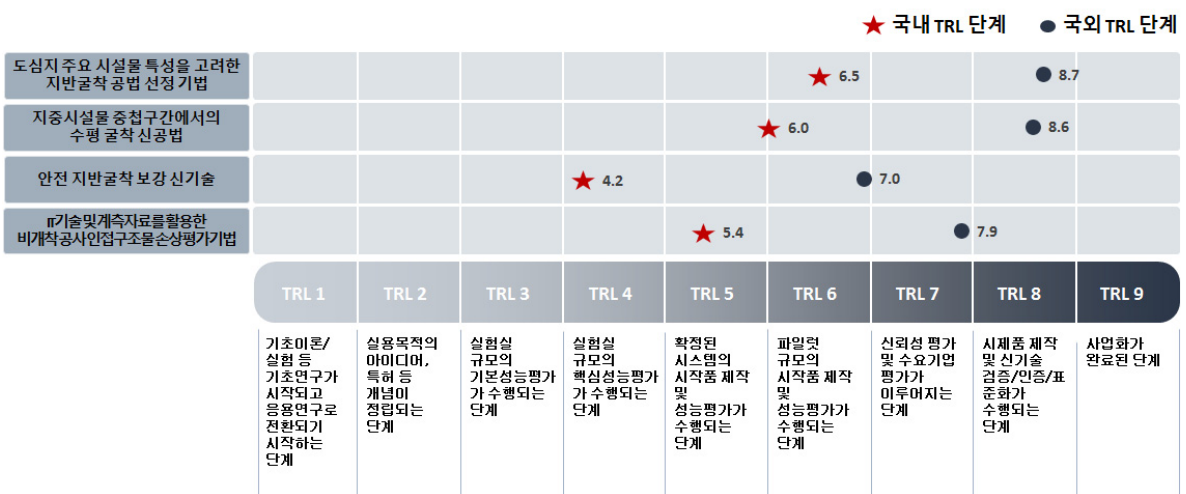 국내 TRL 단계
국외 TRL 단계
도심지 주요 시설물 특성을 고려한
지반굴착 공법 선정 기법
6.5
8.7
지중시설물 중첩구간에서의
수평 굴착 신공법
6.0
8.6
안전 지반굴착 보강 신기술
4.2
7.0
IT기술및계측자료를활용한
비개착공사인접구조물손상평가기법
5.4
7.9
TRL 1
TRL 2
TRL 3
TRL 4
TRL 5
TRL 6
TRL 7
TRL 8
TRL 9
기초이론/
실험 등
기초연구가
시작되고
응용연구로
전환되기
시작하는
단계
실용목적의
아이디어,
특허 등
개념이
정립되는
단계
실험실
규모의
기본성능평가
가 수행되는
단계
실험실
규모의
핵심성능평가
가 수행되는
단계
확정된
시스템의
시작품 제작
및
성능평가가
수행되는
단계
파일럿
규모의
시작품 제작
및
성능평가가
수행되는
단계
신뢰성 평가
및 수요기업
평가가
이루어지는
단계
시제품 제작
및 신기술
검증/인증/표
준화가
수행되는
단계
사업화가
완료된 단계